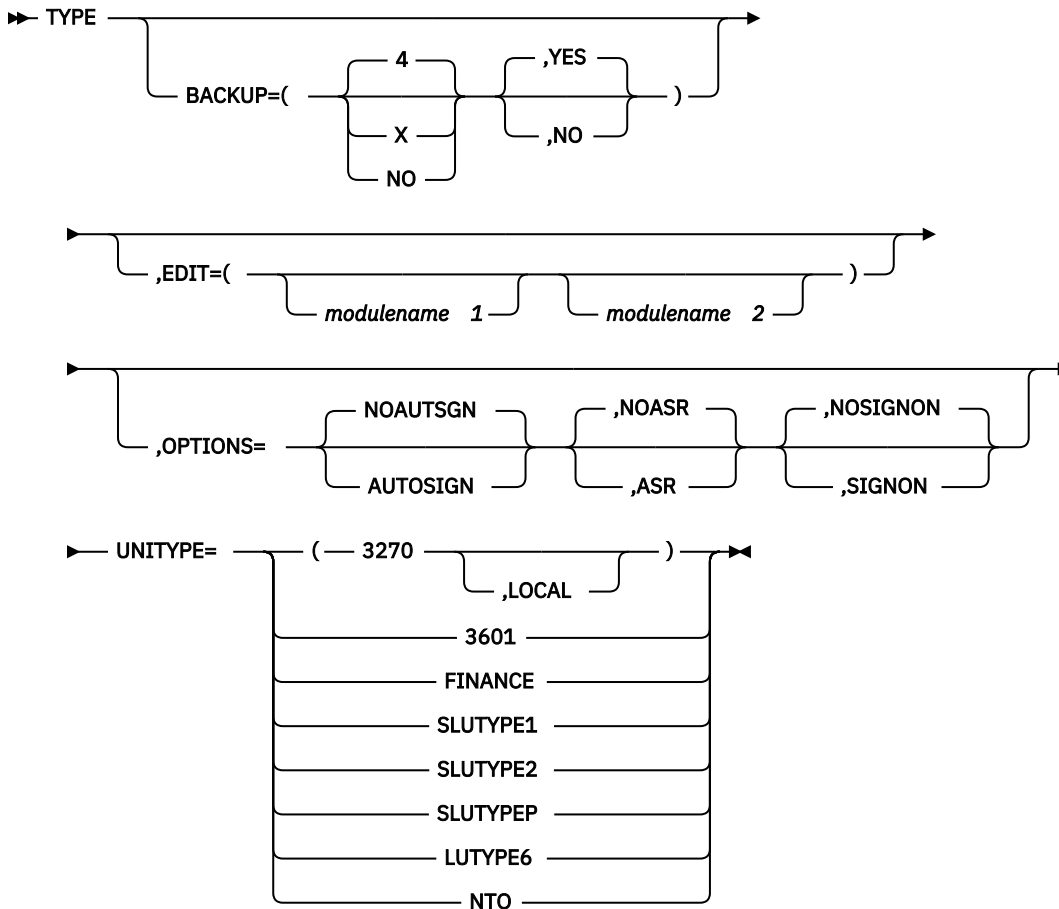 TYPE
4 ,YES
BACKUP=( )
X ,NO
NO
,EDIT=( )
modulename 1 modulename 2
NOAUTSGN ,NOASR ,NOSIGNON
,OPTIONS=
AUTOSIGN ,ASR ,SIGNON
UNITYPE= ( 3270 )
,LOCAL
3601
FINANCE
SLUTYPE1
SLUTYPE2
SLUTYPEP
LUTYPE6
NTO